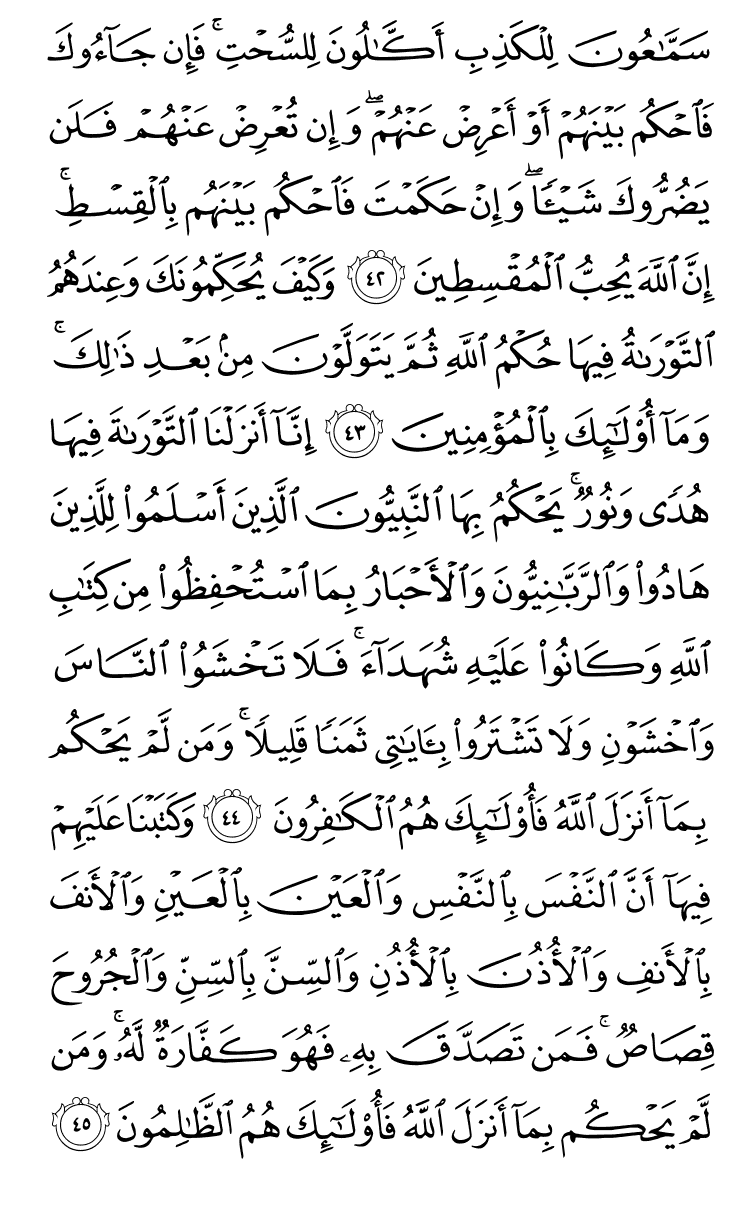 سَمَّٰعُونَ لِلۡكَذِبِ أَكَّٰلُونَ لِلسُّحۡتِۚ فَإِن جَآءُوكَ
فَٱحۡكُم بَيۡنَهُمۡ أَوۡ أَعۡرِضۡ عَنۡهُمۡۖ وَإِن تُعۡرِضۡ عَنۡهُمۡ فَلَن
يَضُرُّوكَ شَيۡـٔٗاۖ وَإِنۡ حَكَمۡتَ فَٱحۡكُم بَيۡنَهُم بِٱلۡقِسۡطِۚ
إِنَّ ٱللَّهَ يُحِبُّ ٱلۡمُقۡسِطِينَ ٤٢ وَكَيۡفَ يُحَكِّمُونَكَ وَعِندَهُمُ
ٱلتَّوۡرَىٰةُ فِيهَا حُكۡمُ ٱللَّهِ ثُمَّ يَتَوَلَّوۡنَ مِنۢ بَعۡدِ ذَٰلِكَۚ
وَمَآ أُوْلَٰٓئِكَ بِٱلۡمُؤۡمِنِينَ ٤٣ إِنَّآ أَنزَلۡنَا ٱلتَّوۡرَىٰةَ فِيهَا
هُدٗى وَنُورٞۚ يَحۡكُمُ بِهَا ٱلنَّبِيُّونَ ٱلَّذِينَ أَسۡلَمُواْ لِلَّذِينَ
هَادُواْ وَٱلرَّبَّٰنِيُّونَ وَٱلۡأَحۡبَارُ بِمَا ٱسۡتُحۡفِظُواْ مِن كِتَٰبِ
ٱللَّهِ وَكَانُواْ عَلَيۡهِ شُهَدَآءَۚ فَلَا تَخۡشَوُاْ ٱلنَّاسَ
وَٱخۡشَوۡنِ وَلَا تَشۡتَرُواْ بِـَٔايَٰتِي ثَمَنٗا قَلِيلٗاۚ وَمَن لَّمۡ يَحۡكُم
بِمَآ أَنزَلَ ٱللَّهُ فَأُوْلَٰٓئِكَ هُمُ ٱلۡكَٰفِرُونَ ٤٤ وَكَتَبۡنَا عَلَيۡهِمۡ
فِيهَآ أَنَّ ٱلنَّفۡسَ بِٱلنَّفۡسِ وَٱلۡعَيۡنَ بِٱلۡعَيۡنِ وَٱلۡأَنفَ
بِٱلۡأَنفِ وَٱلۡأُذُنَ بِٱلۡأُذُنِ وَٱلسِّنَّ بِٱلسِّنِّ وَٱلۡجُرُوحَ
قِصَاصٞۚ فَمَن تَصَدَّقَ بِهِۦ فَهُوَ كَفَّارَةٞ لَّهُۥۚ وَمَن
لَّمۡ يَحۡكُم بِمَآ أَنزَلَ ٱللَّهُ فَأُوْلَٰٓئِكَ هُمُ ٱلظَّٰلِمُونَ ٤٥